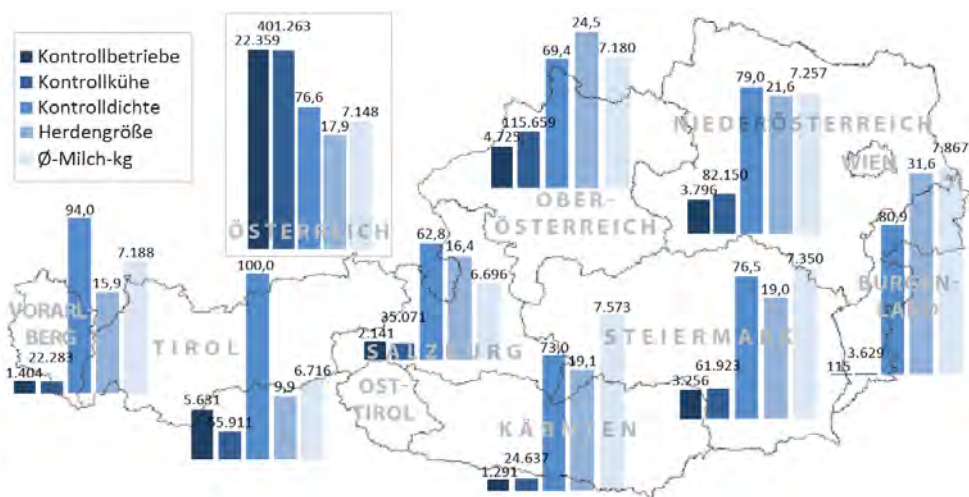 Kontrollbetriebe
Kontrollkühe
Kontrolldichte
Herdengröße
Ø-Milch-kg
22.359
401.263
76,6
17,9
7.148
ÖSTERREICH
4.725
115.659
69,4
24,5
7.180
OBER-
ÖSTERREICH
3.796
82.150
79,0
21,6
7.257
NIEDERÖSTERREICH
WIEN
115
3.629
80,9
31,6
7.867
BURGEN-
LAND
1.404
22.283
94,0
15,9
7.188
VORARL-
BERG
5.631
55.911
100,0
9,9
6.716
TIROL
2.141
35.071
62,8
16,4
6.696
SALZBURG
OST-
TIROL
1.291
24.637
73,0
19,1
7.573
KÄRNTEN
3.256
61.923
76,5
19,0
7.350
STEIERMARK